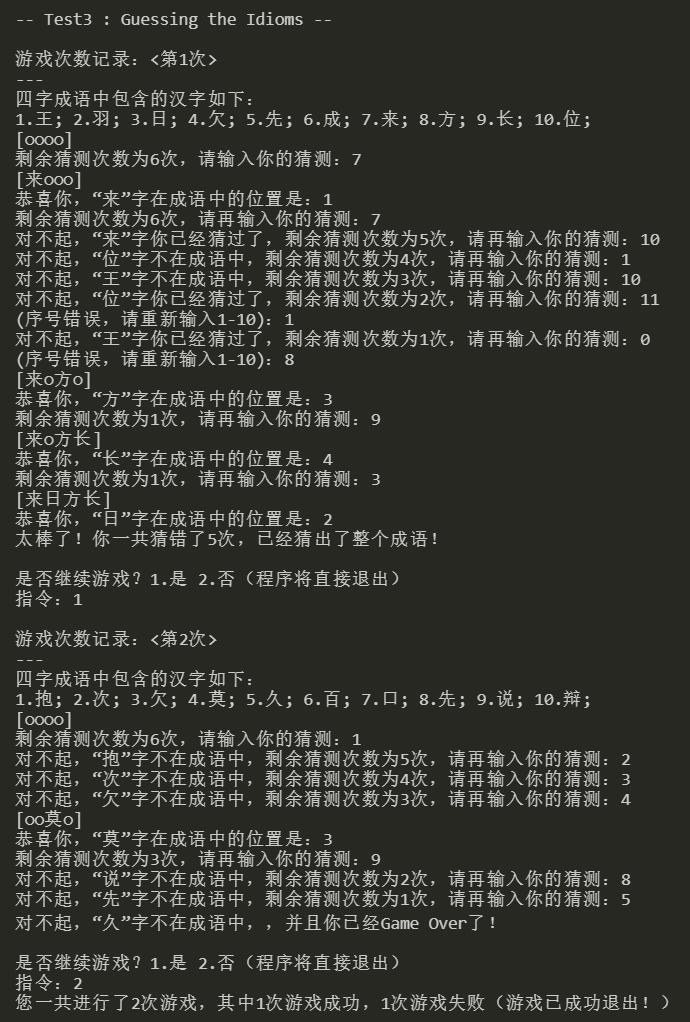 -- Test3 : Guessing the Idioms --
游戏次数记录：<第1次>
---
四字成语中包含的汉字如下：
1.王; 2.羽; 3.日; 4.欠; 5.先; 6.成; 7.来; 8.方; 9.长; 10.位;
[oooo]
剩余猜测次数为6次，请输入你的猜测：7
[来ooo]
恭喜你，“来”字在成语中的位置是：1
剩余猜测次数为6次，请再输入你的猜测：7
对不起，“来”字你已经猜过了，剩余猜测次数为5次，请再输入你的猜测：10
对不起，“位”字不在成语中，剩余猜测次数为4次，请再输入你的猜测：1
对不起，“王”字不在成语中，剩余猜测次数为3次，请再输入你的猜测：10
对不起，“位”字你已经猜过了，剩余猜测次数为2次，请再输入你的猜测：11
(序号错误，请重新输入1-10)：1
对不起，“王”字你已经猜过了，剩余猜测次数为1次，请再输入你的猜测：0
(序号错误，请重新输入1-10)：8
[来o方o]
恭喜你，“方”字在成语中的位置是：3
剩余猜测次数为1次，请再输入你的猜测：9
[来o方长]
恭喜你，“长”字在成语中的位置是：4
剩余猜测次数为1次，请再输入你的猜测：3
[来日方长]
恭喜你，“日”字在成语中的位置是：2
太棒了！你一共猜错了5次，已经猜出了整个成语！
是否继续游戏？1.是 2.否（程序将直接退出）
指令：1
游戏次数记录：<第2次>
---
四字成语中包含的汉字如下：
1.抱; 2.次; 3.欠; 4.莫; 5.久; 6.百; 7.口; 8.先; 9.说; 10.辩;
[oooo]
剩余猜测次数为6次，请输入你的猜测：1
对不起，“抱”字不在成语中，剩余猜测次数为5次，请再输入你的猜测：2
对不起，“次”字不在成语中，剩余猜测次数为4次，请再输入你的猜测：3
对不起，“欠”字不在成语中，剩余猜测次数为3次，请再输入你的猜测：4
[oo莫o]
恭喜你，“莫”字在成语中的位置是：3
剩余猜测次数为3次，请再输入你的猜测：9
对不起，“说”字不在成语中，剩余猜测次数为2次，请再输入你的猜测：8
对不起，“先”字不在成语中，剩余猜测次数为1次，请再输入你的猜测：5
对不起，“久”字不在成语中，，并且你已经Game Over了！
是否继续游戏？1.是 2.否（程序将直接退出）
指令：2
您一共进行了2次游戏，其中1次游戏成功，1次游戏失败（游戏已成功退出！）